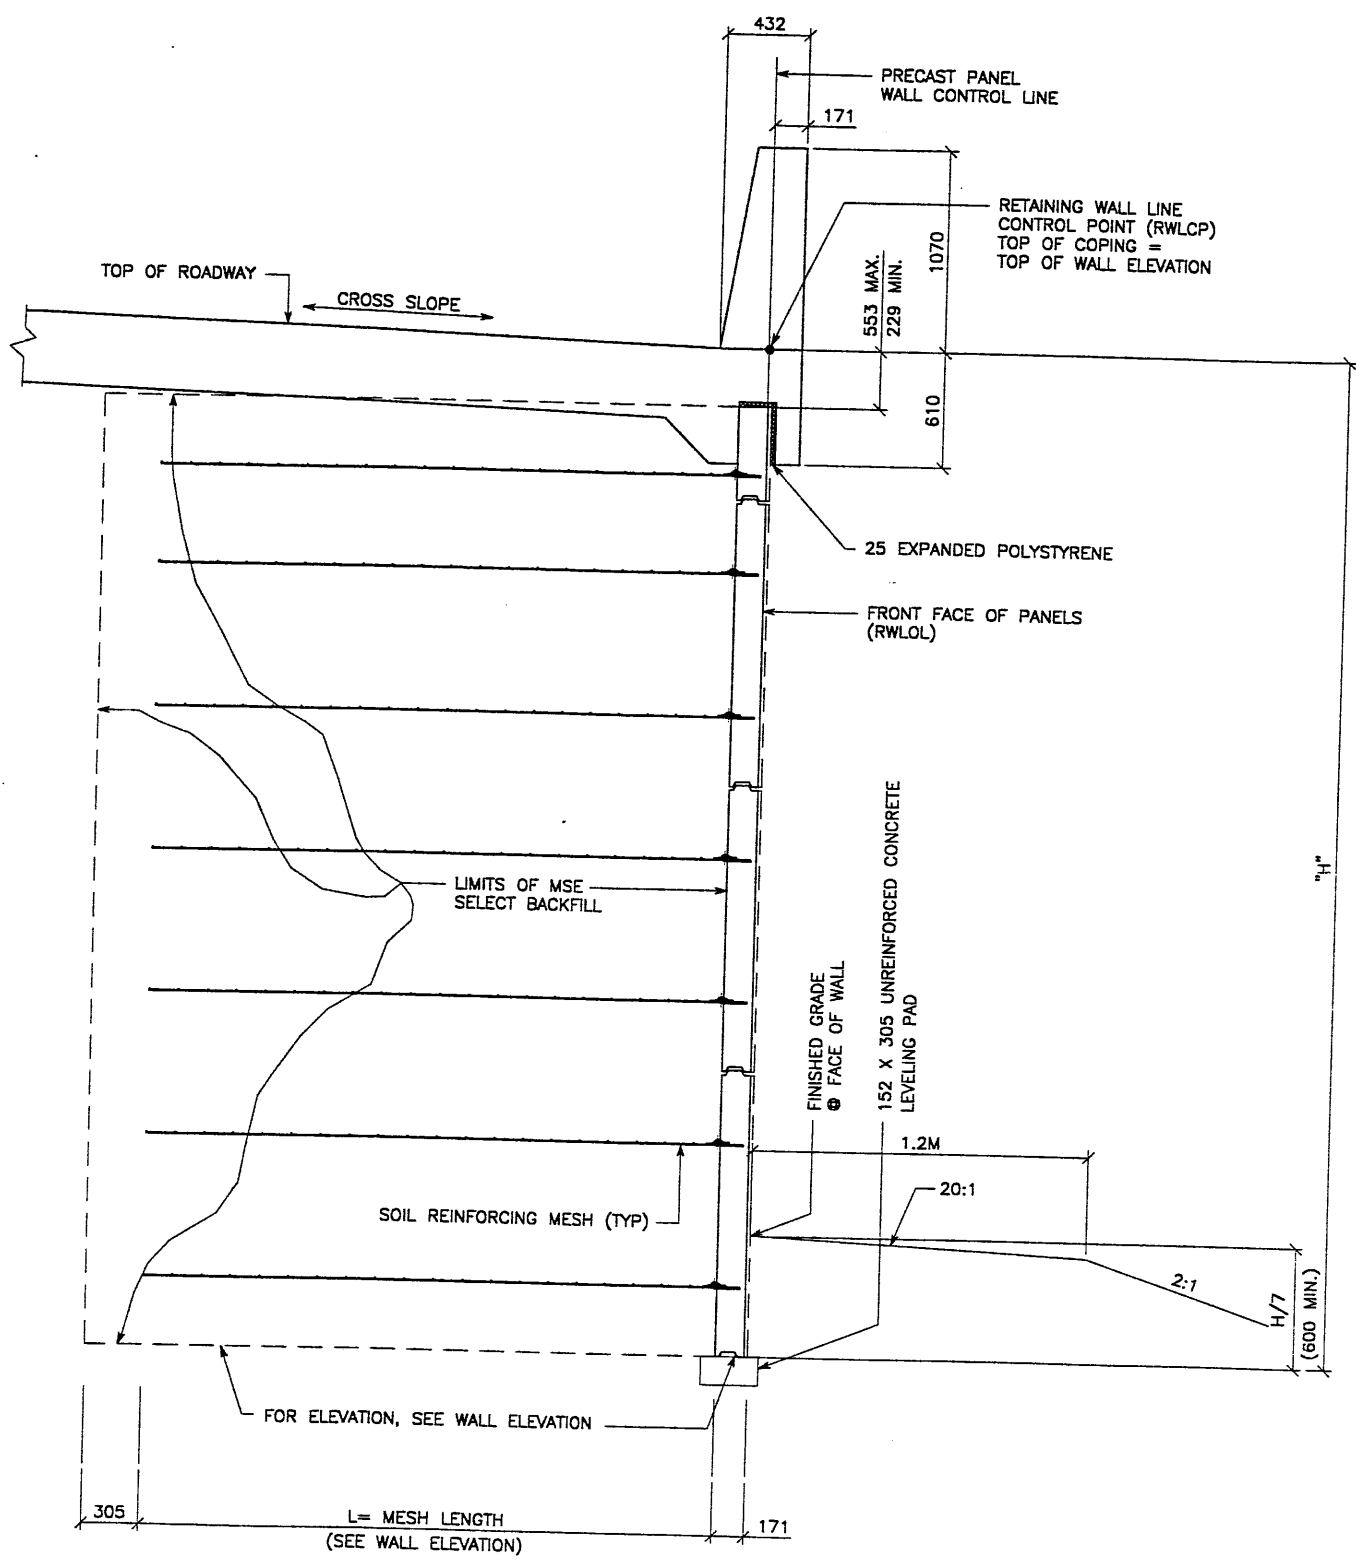 432
PRECAST PANEL
WALL CONTROL LINE
171
RETAINING WALL LINE
CONTROL POINT (RWLCP)
TOP OF COPING =
TOP OF WALL ELEVATION
1070
553 MAX.
229 MIN.
TOP OF ROADWAY
CROSS SLOPE
610
25 EXPANDED POLYSTYRENE
FRONT FACE OF PANELS
(RWLOL)
"H"
LIMITS OF MSE
SELECT BACKFILL
FINISHED GRADE
@ FACE OF WALL
152 X 305 UNREINFORCED CONCRETE
LEVELING PAD
1.2M
20:1
SOIL REINFORCING MESH (TYP)
2:1
H/7
(600 MIN.)
FOR ELEVATION, SEE WALL ELEVATION
305
L= MESH LENGTH
(SEE WALL ELEVATION)
171